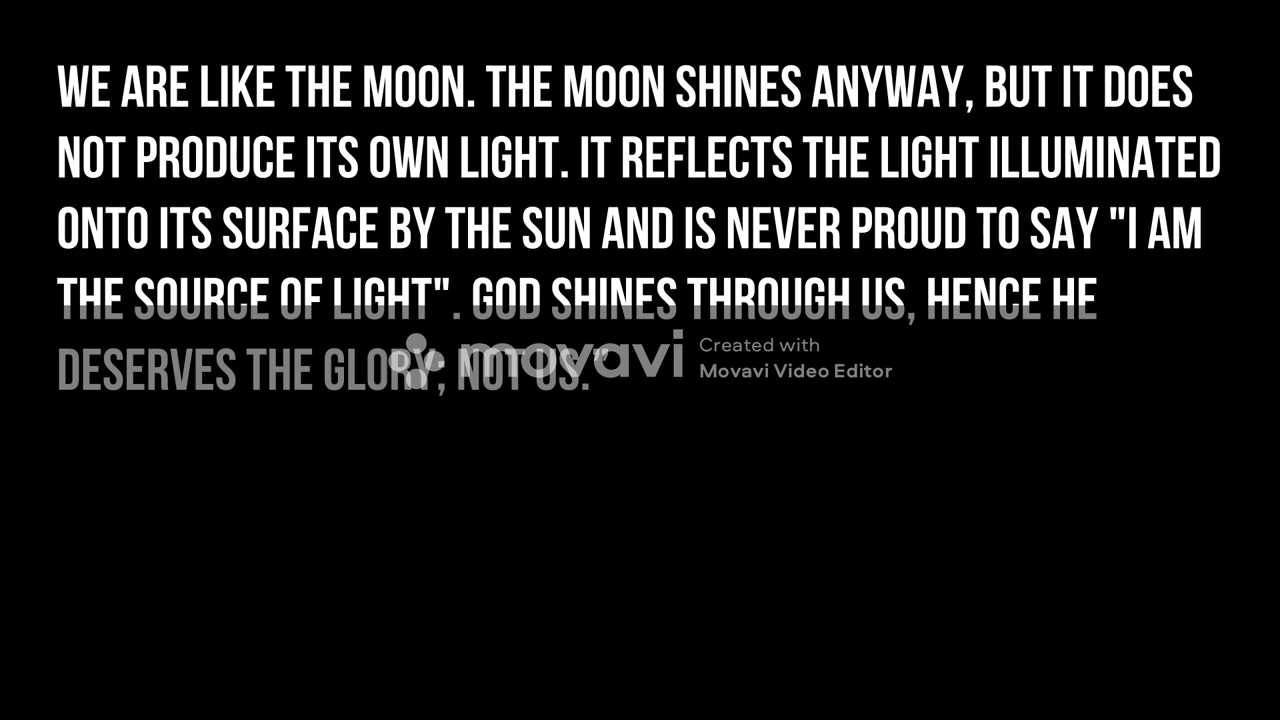 WE ARE LIKE THE MOON. THE MOON SHINES ANYWAY, BUT IT DOES
NOT PRODUCE ITS OWN LIGHT. IT REFLECTS THE LIGHT ILLUMINATED
ONTO ITS SURFACE BY THE SUN AND IS NEVER PROUD TO SAY "I AM
THE SOURCE OF LIGHT". GOD SHINES THROUGH US, HENCE HE
DESERVES THE GLORY; NOT US."
movavi
Created with
Movavi Video Editor